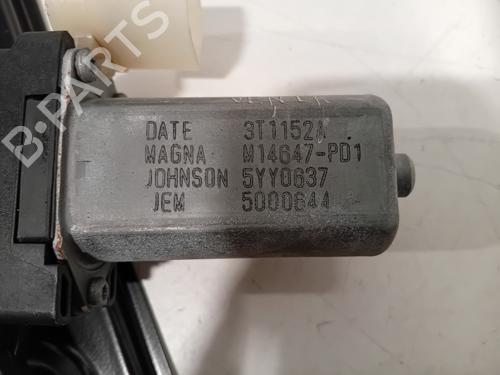 DATE 3T1152A
MAGNA M14647-PD1
JOHNSON 5YY0637
JEM 5000644
B-PARTS